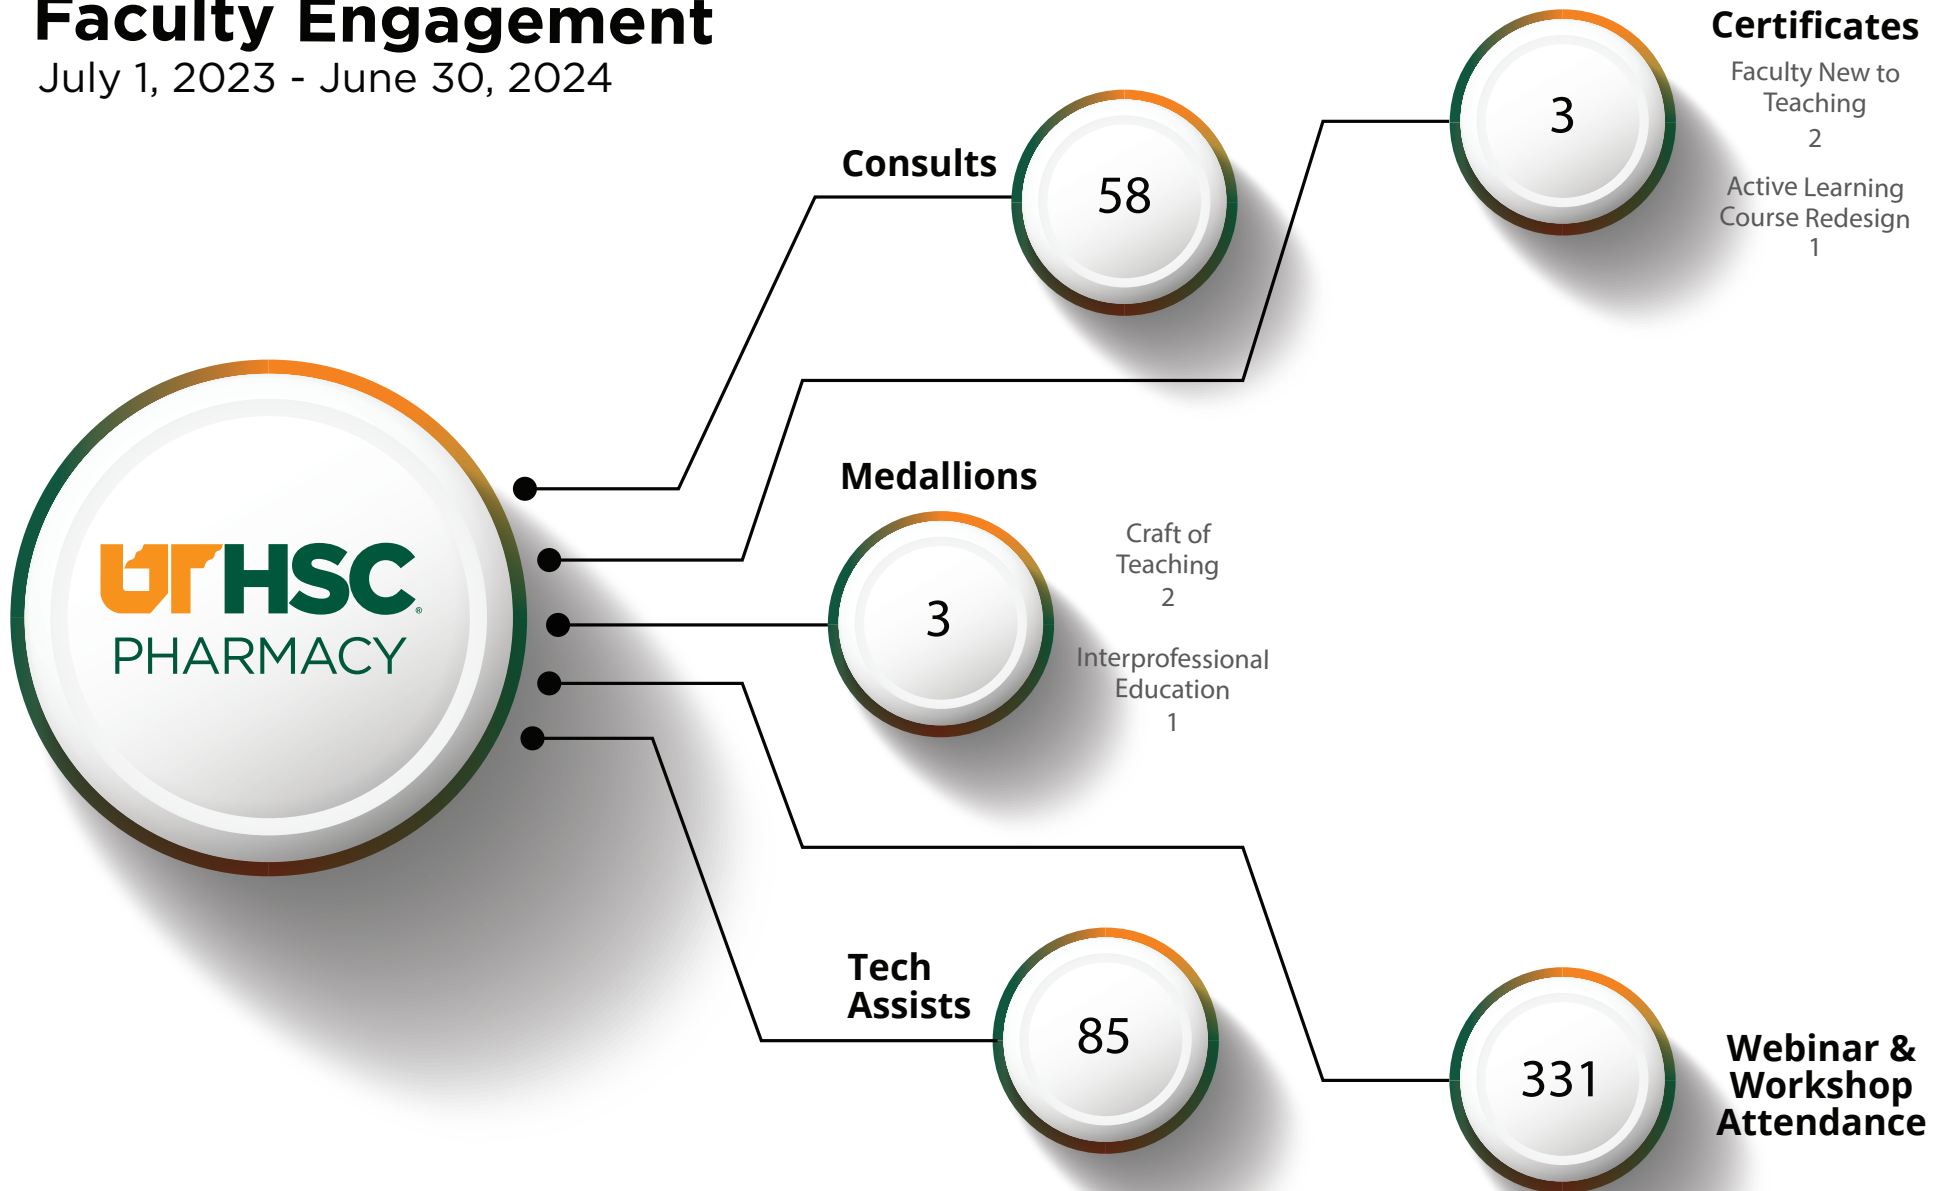 Faculty Engagement
July 1, 2023 - June 30, 2024
Certificates
3
Faculty New to
Teaching
2
Active Learning
Course Redesign
1
Consults
58
Medallions
3
Craft of
Teaching
2
Interprofessional
Education
1
UTHSC®
PHARMACY
Tech
Assists
85
331
Webinar &
Workshop
Attendance